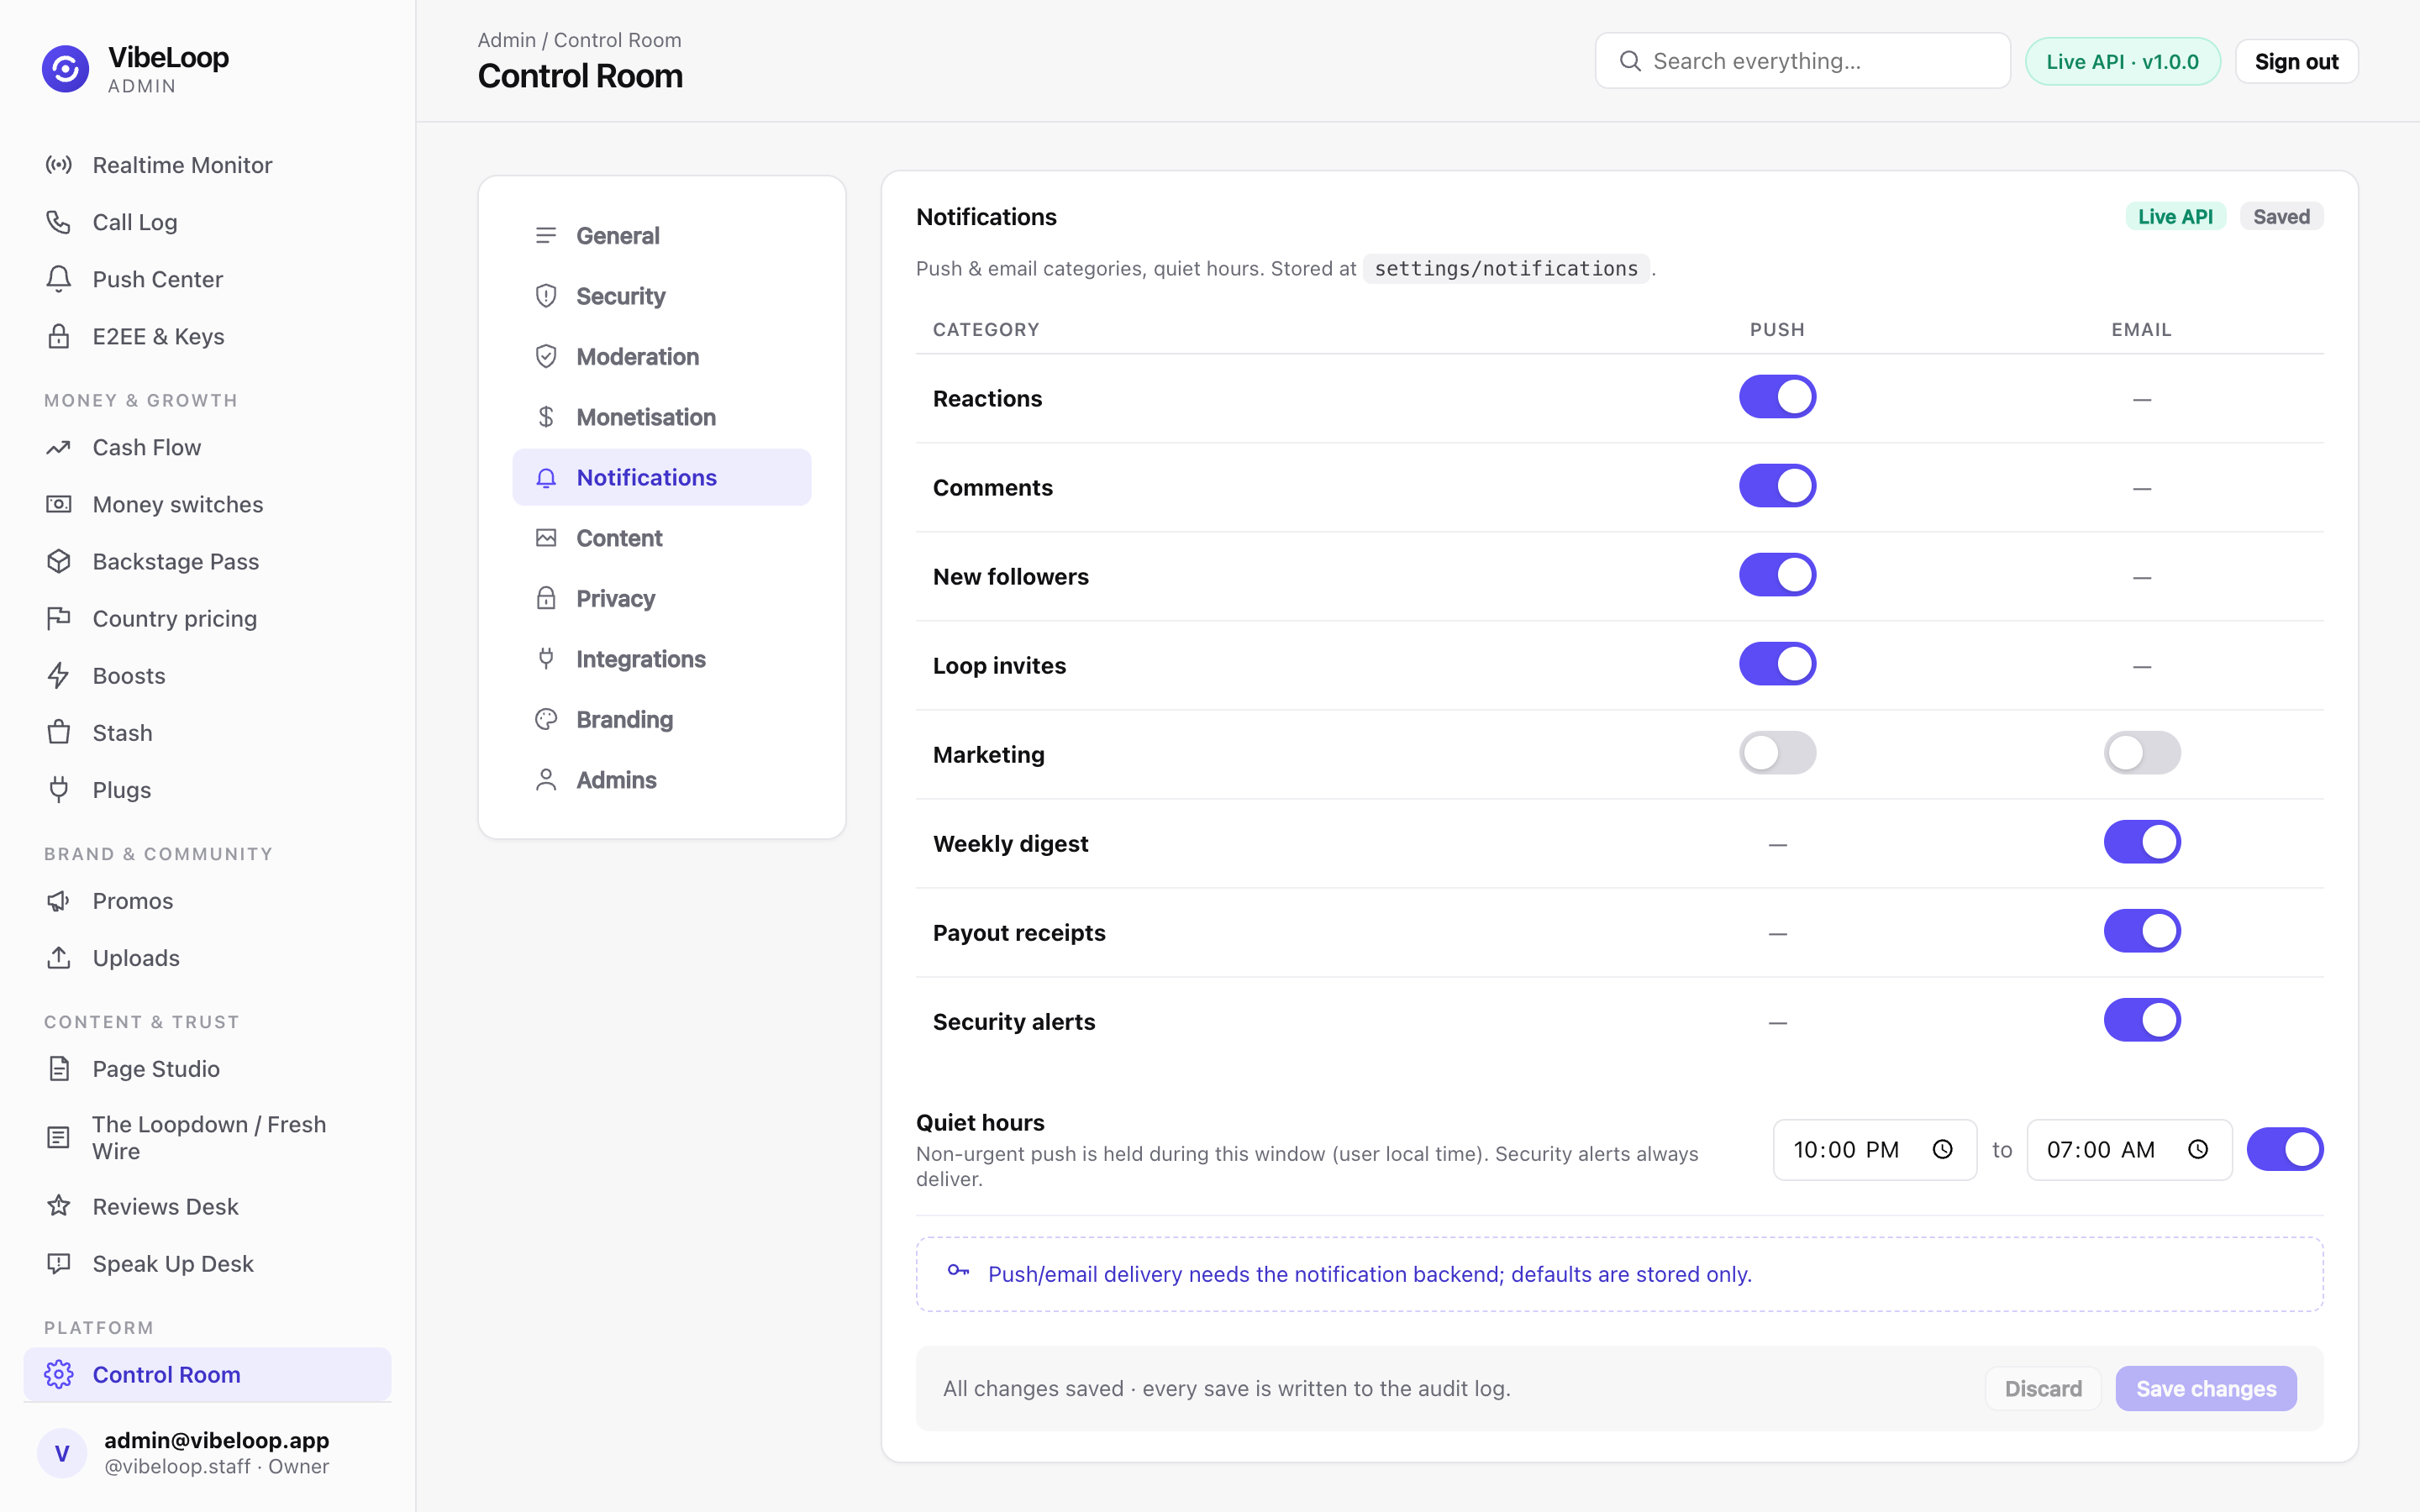 VibeLoop
ADMIN
Realtime Monitor
Call Log
Push Center
E2EE & Keys
MONEY & GROWTH
Cash Flow
Money switches
Backstage Pass
Country pricing
Boosts
Stash
Plugs
BRAND & COMMUNITY
Promos
Uploads
CONTENT & TRUST
Page Studio
The Loopdown / Fresh
Wire
Reviews Desk
Speak Up Desk
PLATFORM
Control Room
V
admin@vibeloop.app
@vibeloop.staff · Owner
Admin / Control Room
Control Room
Search everything...
Live API · v1.0.0
Sign out
General
Security
Moderation
Monetisation
Notifications
Content
Privacy
Integrations
Branding
Admins
Notifications
Live API
Saved
Push & email categories, quiet hours. Stored at settings/notifications .
CATEGORY PUSH EMAIL
Reactions —
Comments —
New followers —
Loop invites —
Marketing
Weekly digest —
Payout receipts —
Security alerts —
Quiet hours
Non-urgent push is held during this window (user local time). Security alerts always
deliver.
10:00 PM to 07:00 AM
Push/email delivery needs the notification backend; defaults are stored only.
All changes saved · every save is written to the audit log.
Discard
Save changes